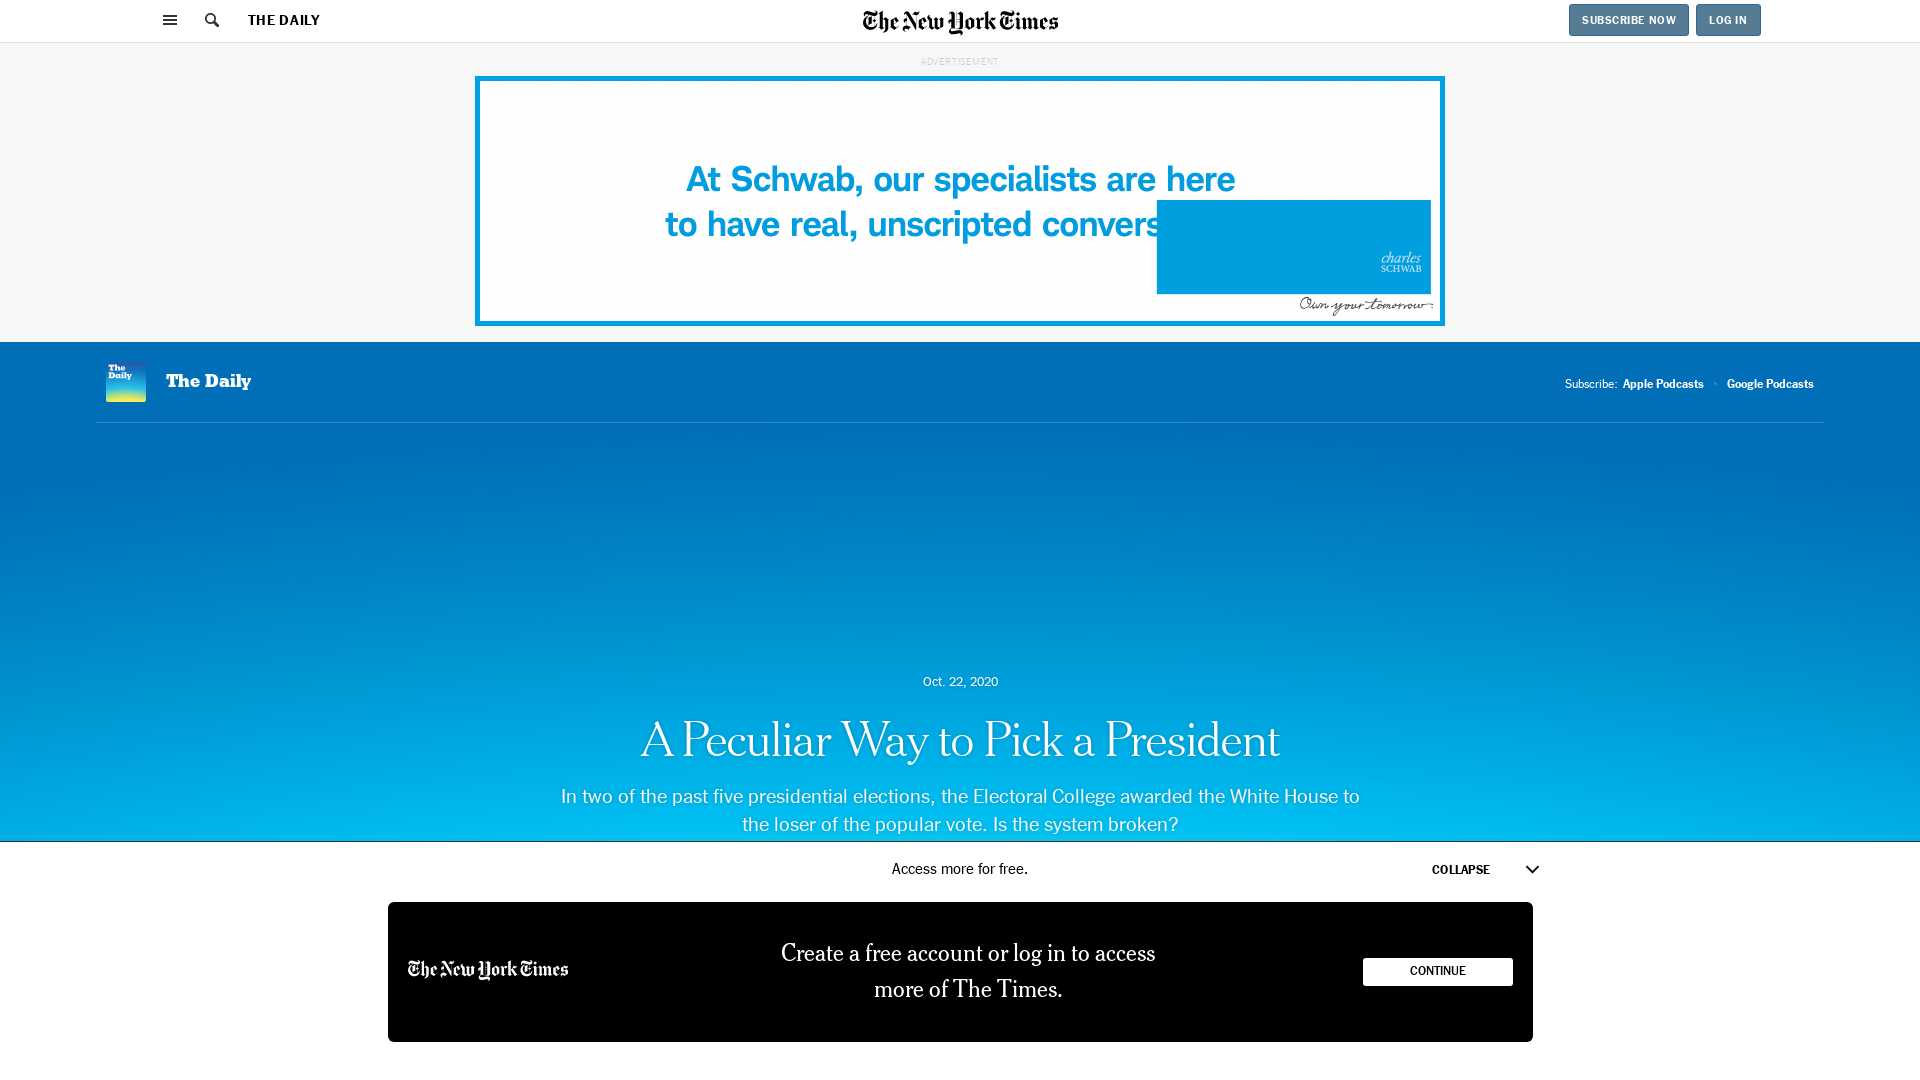 THE DAILY
The New York Times
SUBSCRIBE NOW
LOG IN
ADVERTISEMENT
At Schwab, our specialists are here
to have real, unscripted convers
charles
SCHWAB
Own your tomorrow.
The
Daily
The Daily
Subscribe: Apple Podcasts • Google Podcasts
Oct. 22, 2020
A Peculiar Way to Pick a President
In two of the past five presidential elections, the Electoral College awarded the White House to
the loser of the popular vote. Is the system broken?
Access more for free.
COLLAPSE
The New York Times
Create a free account or log in to access
more of The Times.
CONTINUE